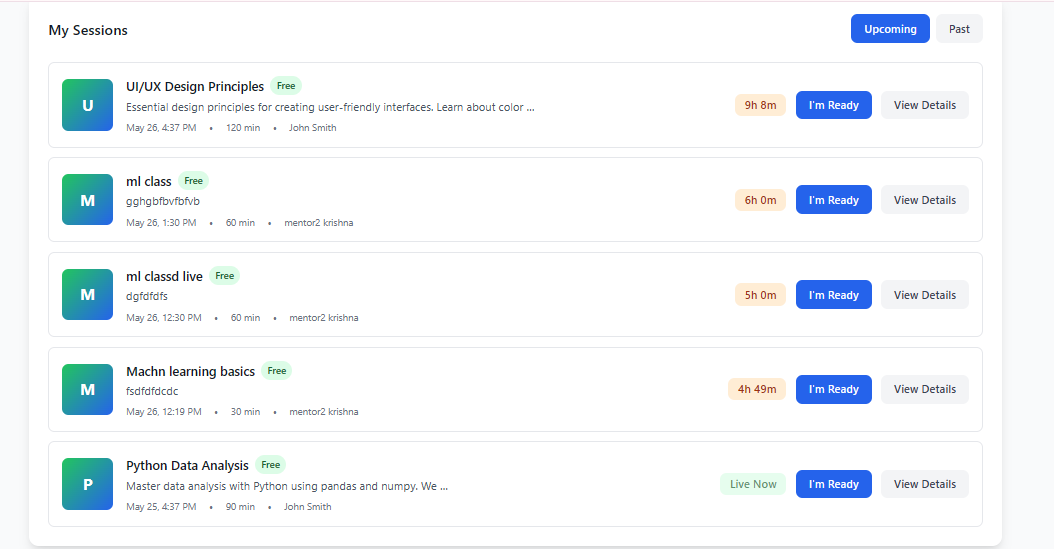 My Sessions
Upcoming
Past
U
UI/UX Design Principles Free
Essential design principles for creating user-friendly interfaces. Learn about color ...
May 26, 4:37 PM • 120 min • John Smith
9h 8m
I'm Ready
View Details
M
ml class Free
gghgbfbvfbfvb
May 26, 1:30 PM • 60 min • mentor2 krishna
6h 0m
I'm Ready
View Details
M
ml classd live Free
dgfdfdfs
May 26, 12:30 PM • 60 min • mentor2 krishna
5h 0m
I'm Ready
View Details
M
Machn learning basics Free
fsdfdfdcdc
May 26, 12:19 PM • 30 min • mentor2 krishna
4h 49m
I'm Ready
View Details
P
Python Data Analysis Free
Master data analysis with Python using pandas and numpy. We ...
May 25, 4:37 PM • 90 min • John Smith
Live Now
I'm Ready
View Details